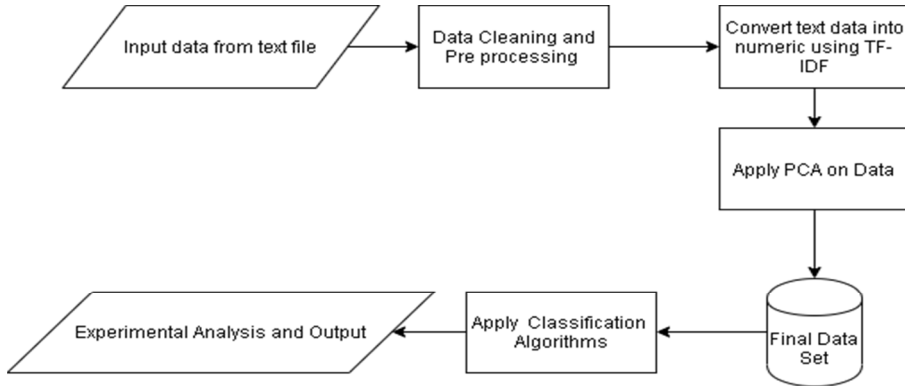 Input data from text file
Data Cleaning and
Pre processing
Convert text data into
numeric using TF-
IDF
Apply PCA on Data
Final Data
Set
Apply Classification
Algorithms
Experimental Analysis and Output